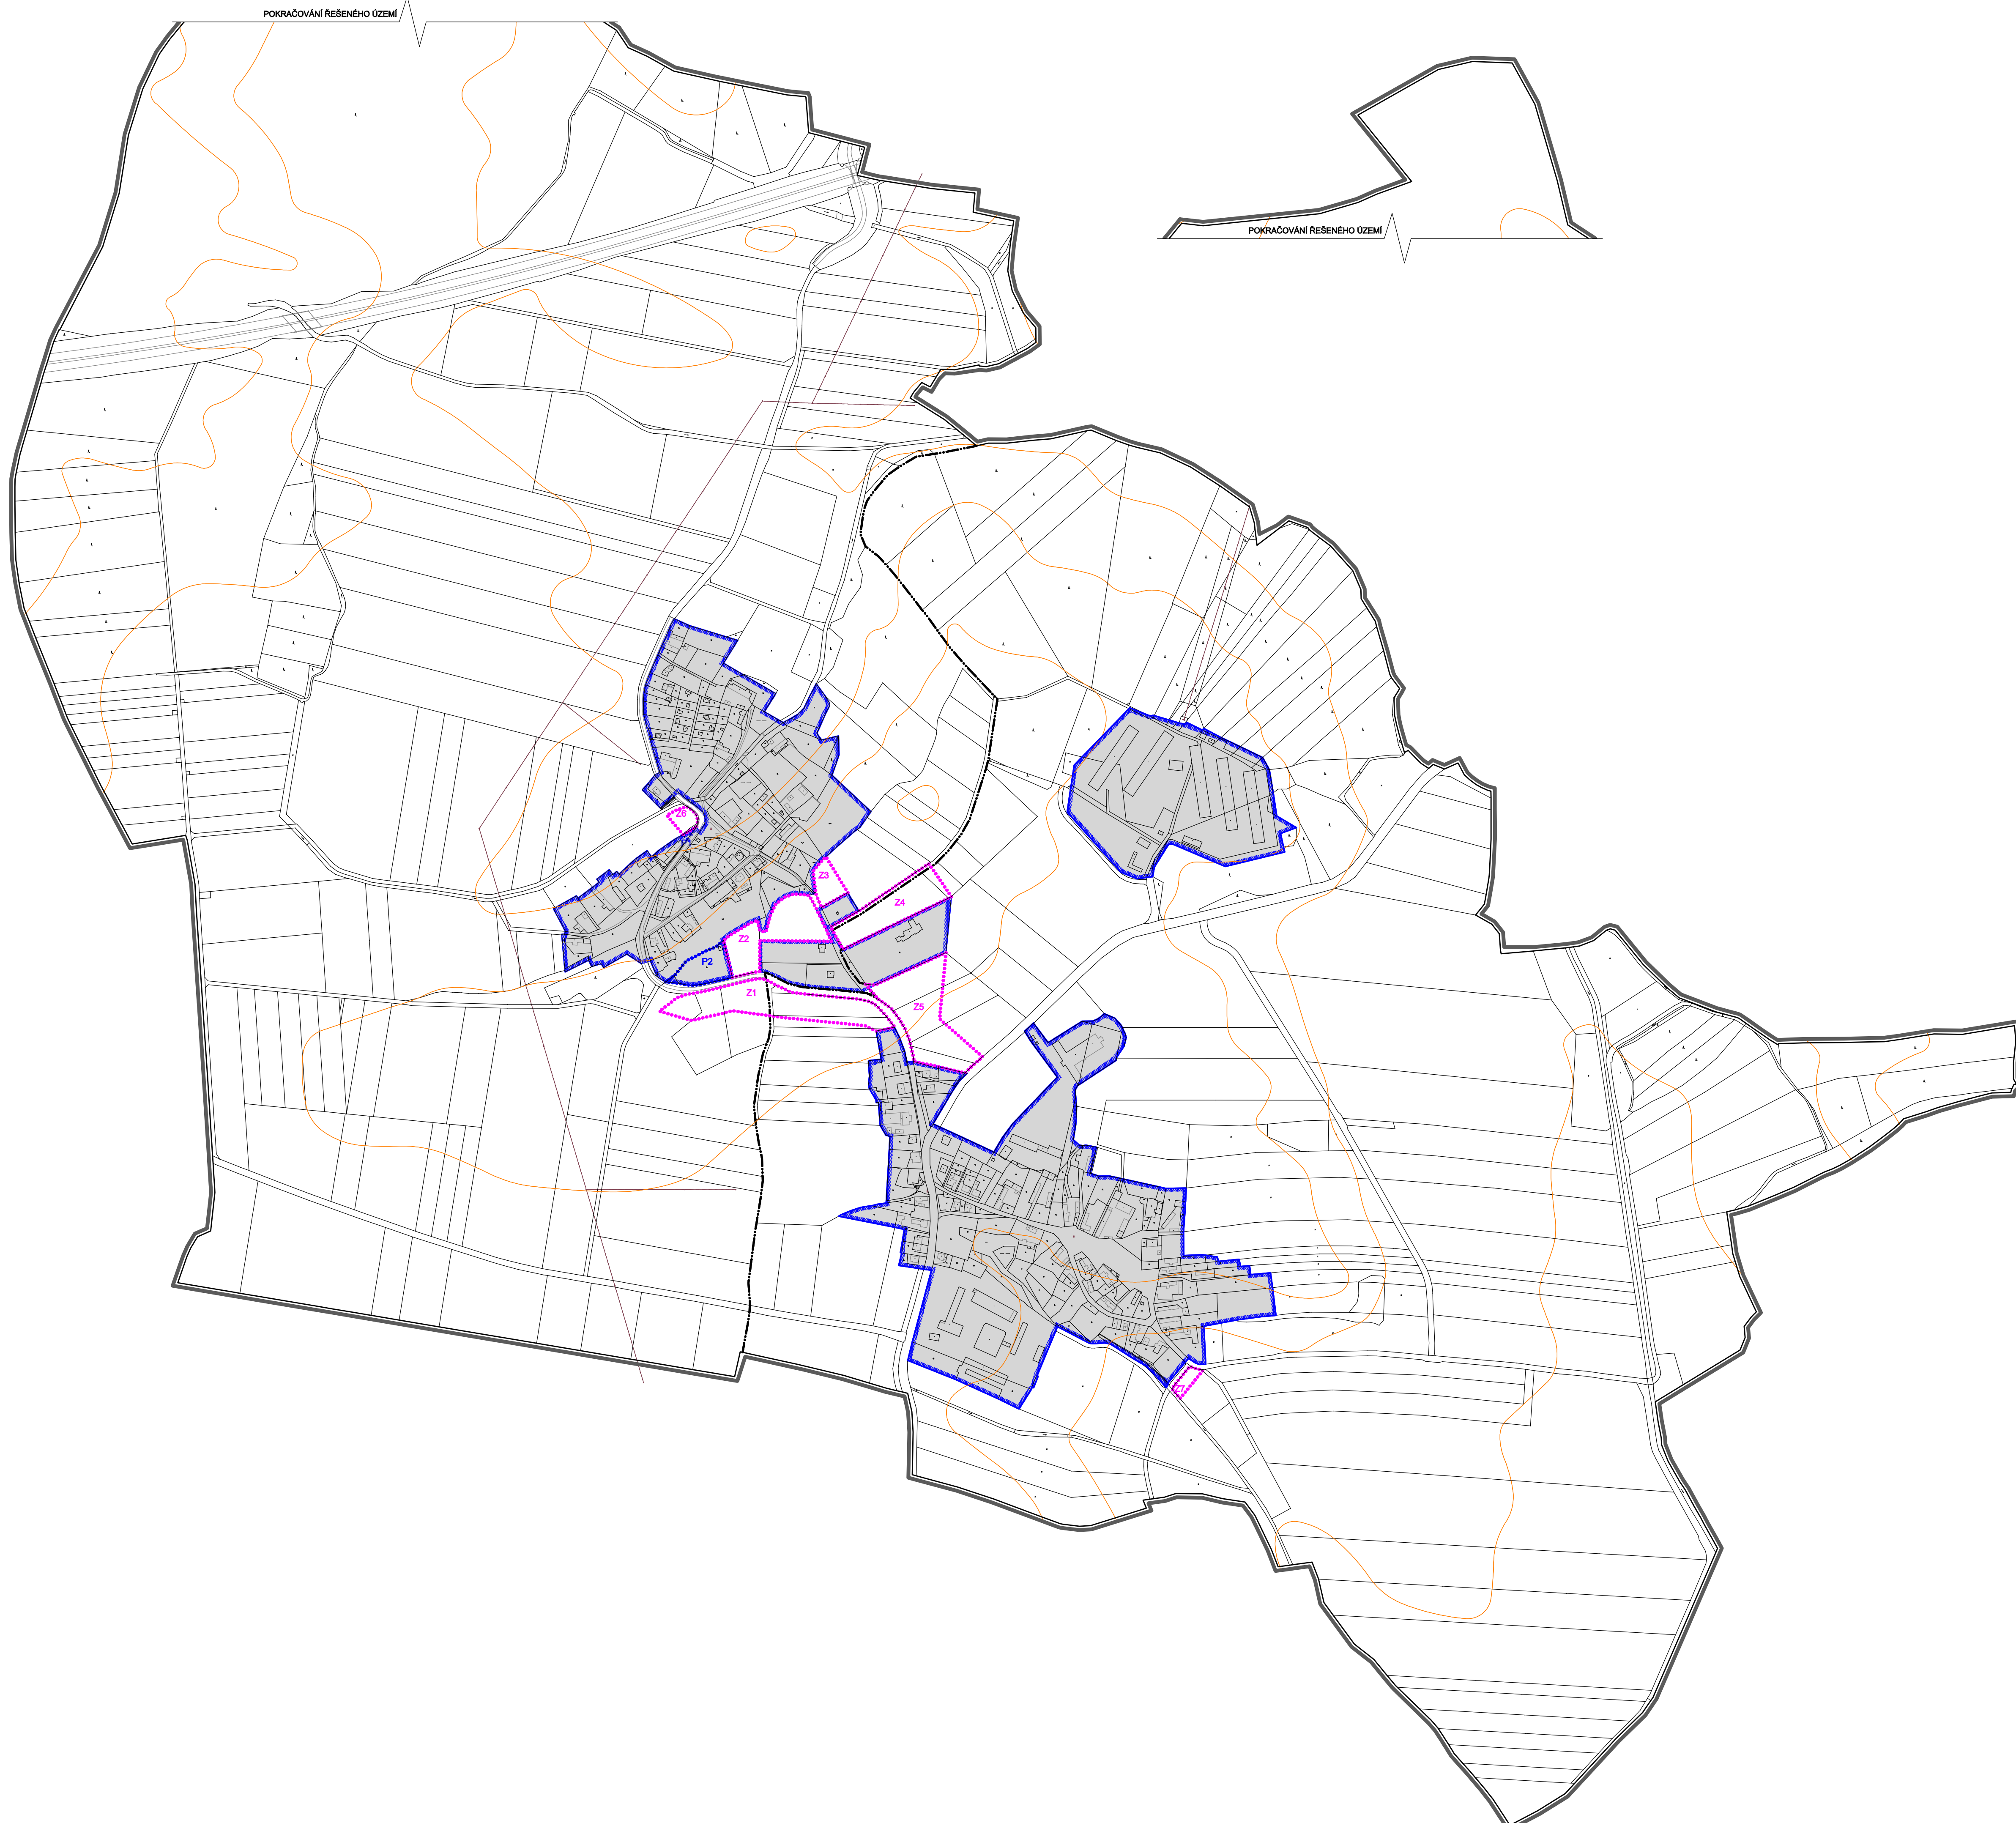 POKRAČOVÁNÍ ŘEŠENÉHO ÚZEMÍ
POKRAČOVÁNÍ ŘEŠENÉHO ÚZEMÍ
Z6
Z3
Z4
Z2
P2
Z1
Z5
Z7